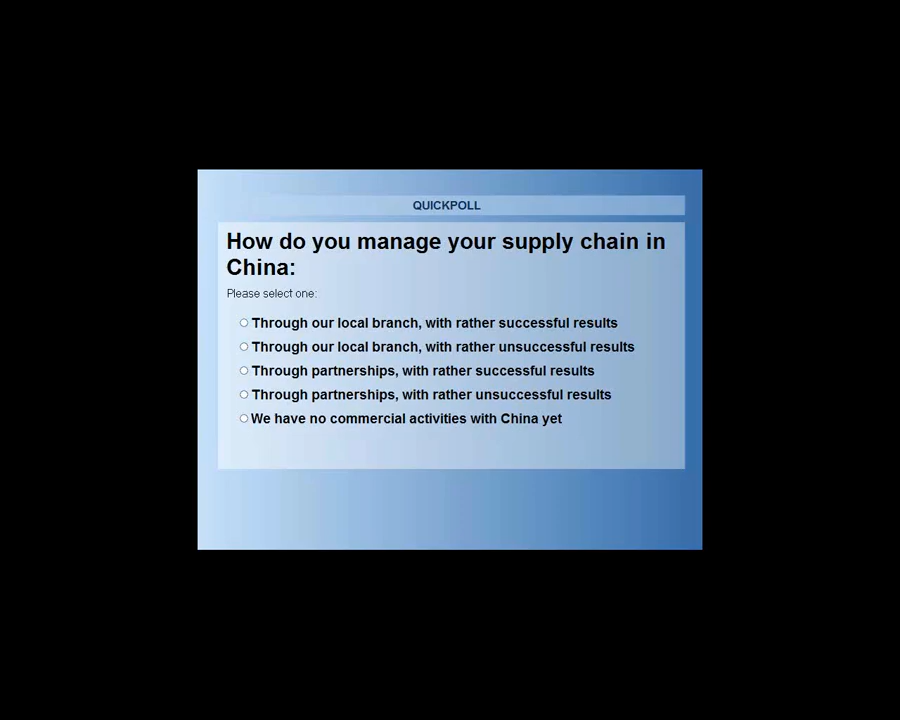 QUICKPOLL
How do you manage your supply chain in
China:
Please select one:
Through our local branch, with rather successful results
Through our local branch, with rather unsuccessful results
Through partnerships, with rather successful results
Through partnerships, with rather unsuccessful results
We have no commercial activities with China yet